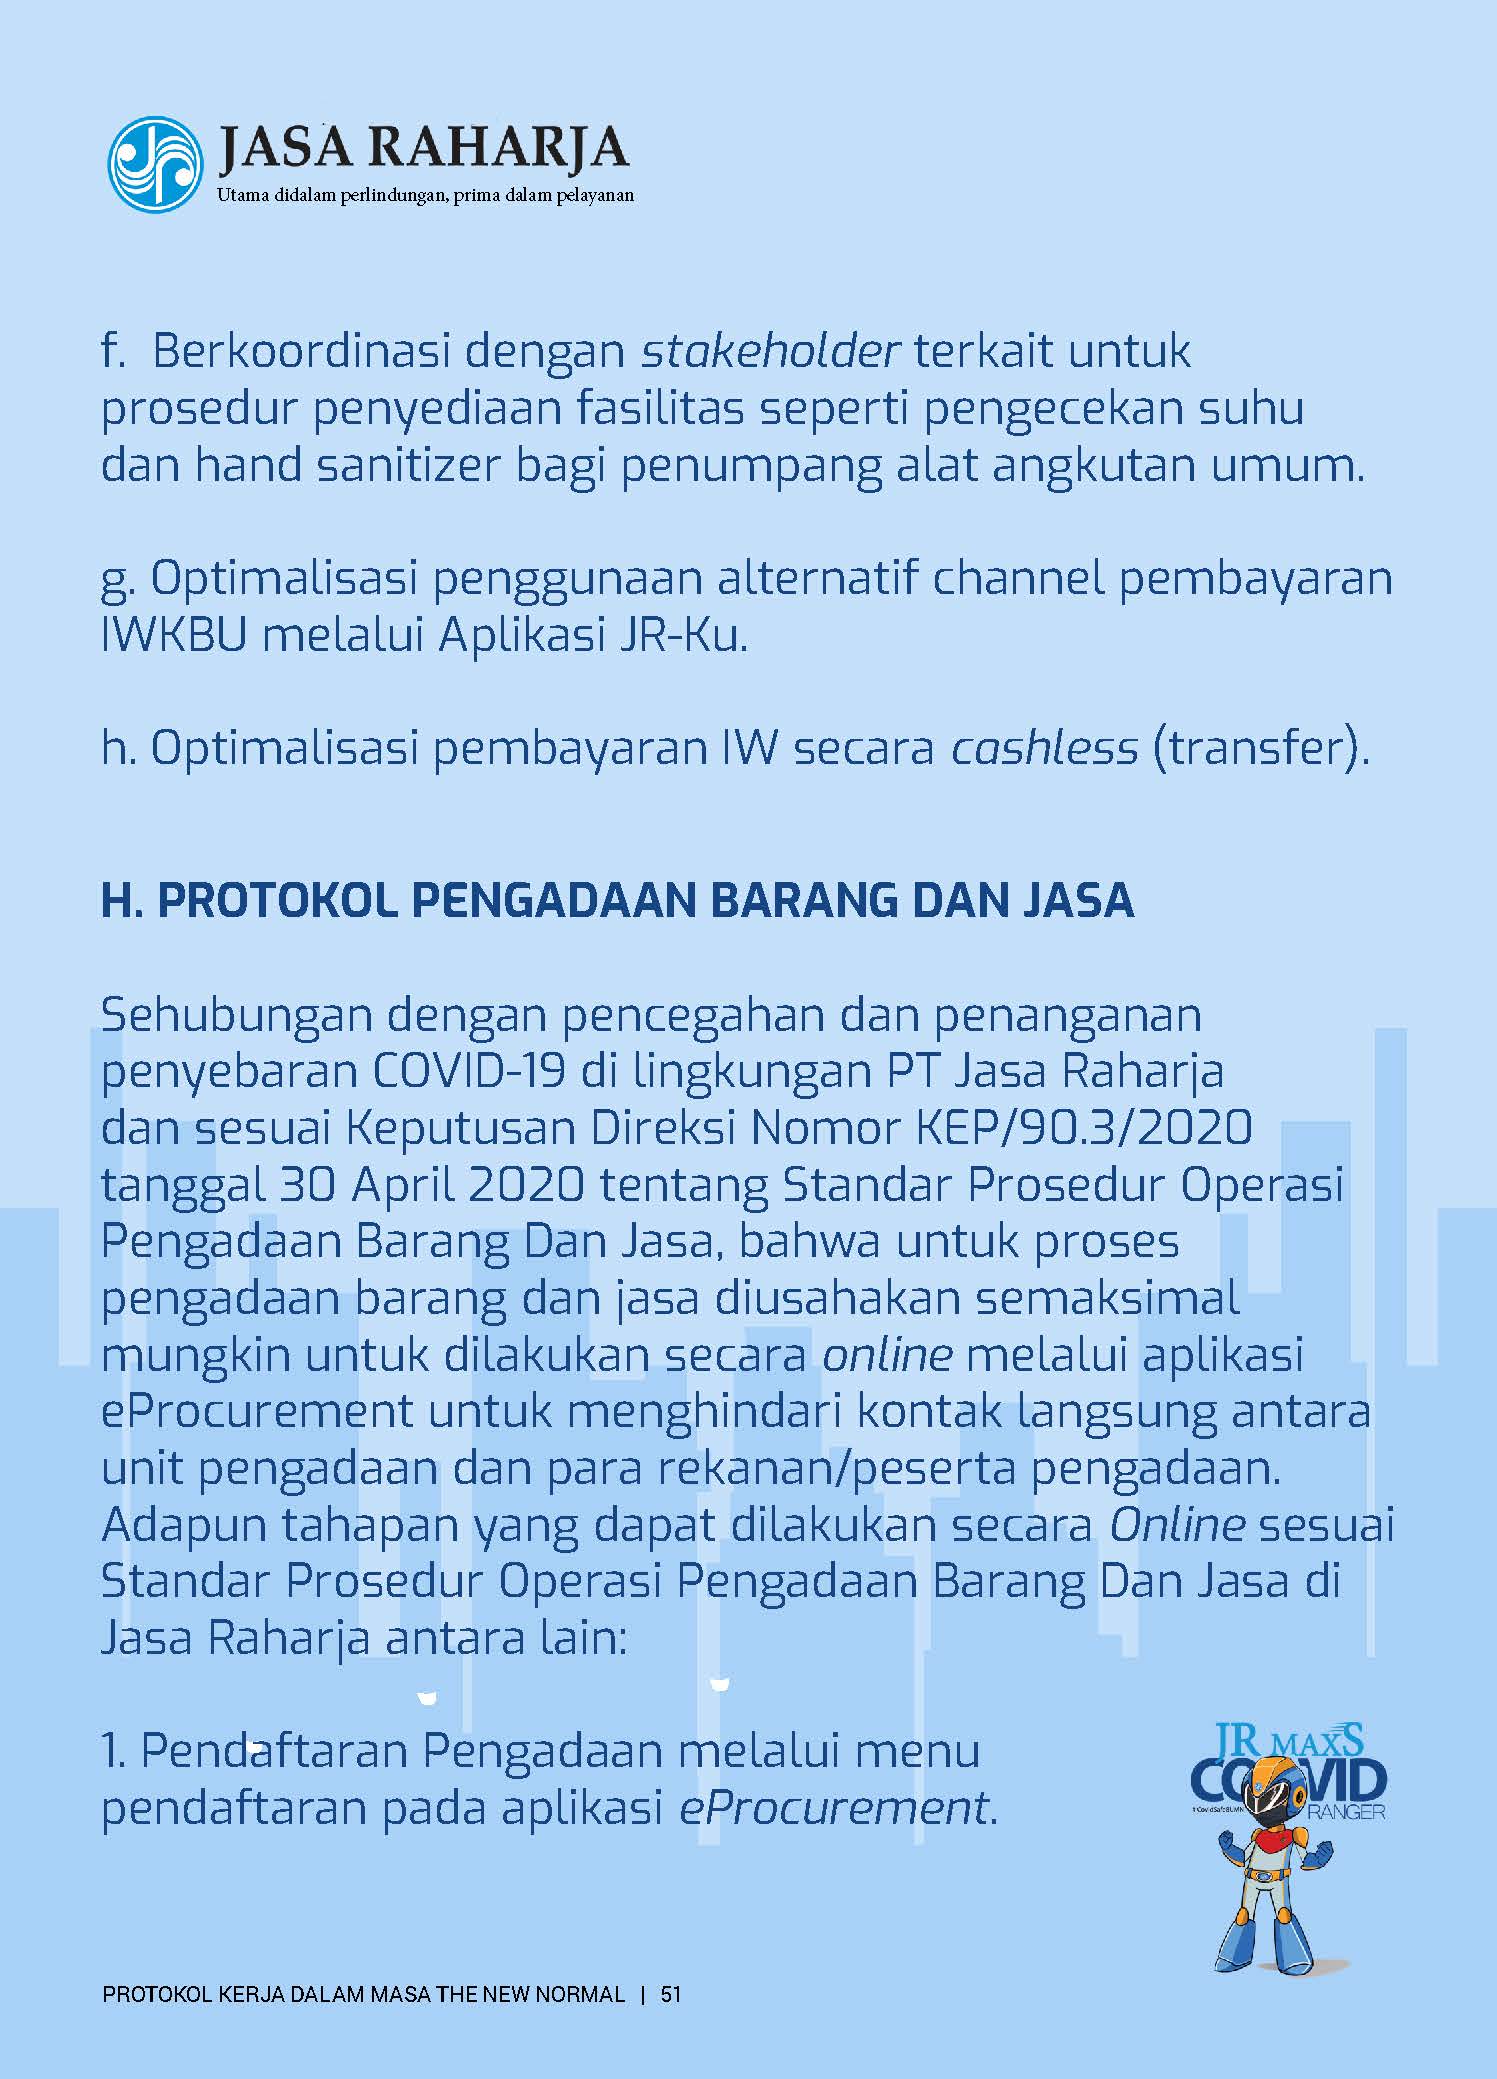 JASA RAHARJA
Utama didalam perlindungan, prima dalam pelayanan
f. Berkoordinasi dengan stakeholder terkait untuk
prosedur penyediaan fasilitas seperti pengecekan suhu
dan hand sanitizer bagi penumpang alat angkutan umum.
g. Optimalisasi penggunaan alternatif channel pembayaran
IWKBU melalui Aplikasi JR-Ku.
h. Optimalisasi pembayaran IW secara cashless (transfer).
H. PROTOKOL PENGADAAN BARANG DAN JASA
Sehubungan dengan pencegahan dan penanganan
penyebaran COVID-19 di lingkungan PT Jasa Raharja
dan sesuai Keputusan Direksi Nomor KEP/90.3/2020
tanggal 30 April 2020 tentang Standar Prosedur Operasi
Pengadaan Barang Dan Jasa, bahwa untuk proses
pengadaan barang dan jasa diusahakan semaksimal
mungkin untuk dilakukan secara online melalui aplikasi
eProcurement untuk menghindari kontak langsung antara
unit pengadaan dan para rekanan/peserta pengadaan.
Adapun tahapan yang dapat dilakukan secara Online sesuai
Standar Prosedur Operasi Pengadaan Barang Dan Jasa di
Jasa Raharja antara lain:
1. Pendaftaran Pengadaan melalui menu
pendaftaran pada aplikasi eProcurement.
JR MAXS
COVID
#CovidSafeBUMN
RANGER
PROTOKOL KERJA DALAM MASA THE NEW NORMAL | 51